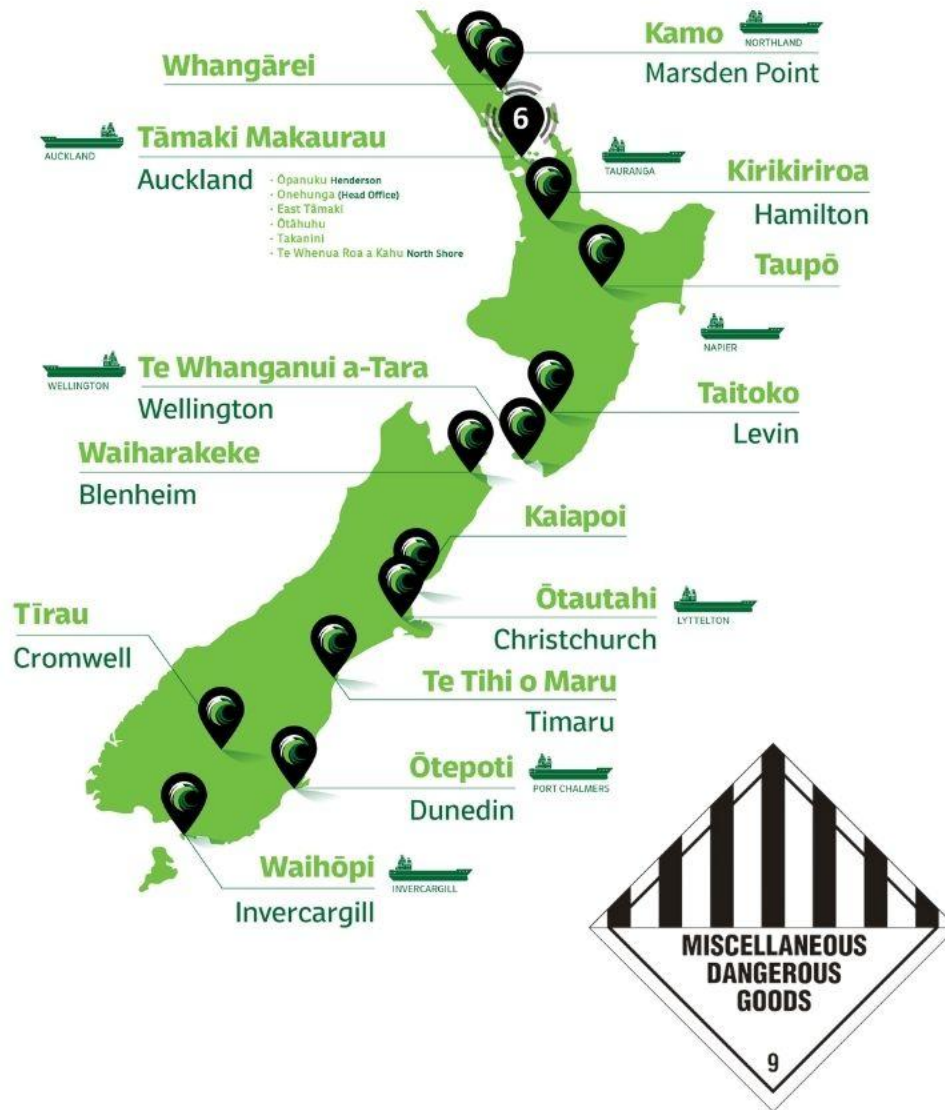 Kamo
NORTHLAND
Marsden Point
Whangārei
6
AUCKLAND
Tāmaki Makaurau
Auckland
- Ōpanuku Henderson
- Onehunga (Head Office)
- East Tāmaki
- Ōtāhuhu
- Takanini
- Te Whenua Roa a Kahu North Shore
TAURANGA
Kirikiriroa
Hamilton
Taupō
NAPIER
WELLINGTON
Te Whanganui a-Tara
Wellington
Taitoko
Levin
Waiharakeke
Blenheim
Kaiapoi
Ōtautahi
LYTTELTON
Christchurch
Tīrau
Cromwell
Te Tihi o Maru
Timaru
Ōtepoti
PORT CHALMERS
Dunedin
Waihōpi
INVERCARGILL
Invercargill
MISCELLANEOUS
DANGEROUS
GOODS
9